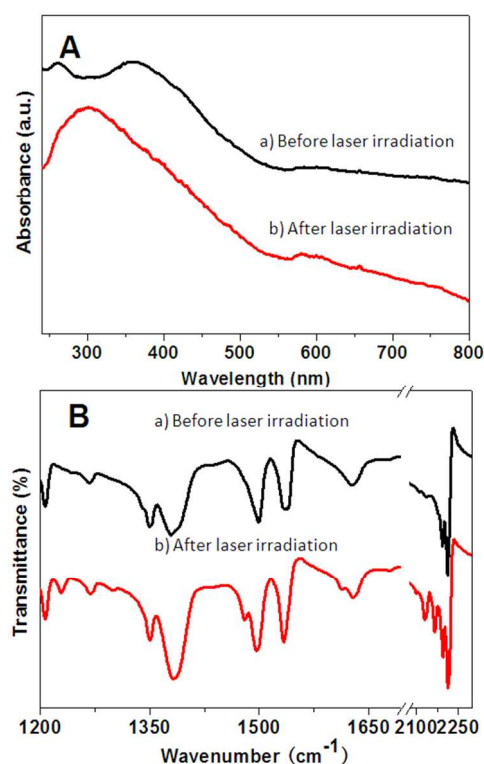 A
a) Before laser irradiation
b) After laser irradiation
Absorbance (a.u.)
300 400 500 600 700 800
Wavelength (nm)
B
a) Before laser irradiation
b) After laser irradiation
Transmittance (%)
1200 1350 1500 1650 2100 2250
Wavenumber (cm-1)